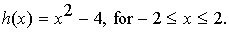 h(x) = x² − 4, for − 2 ≤ x ≤ 2.